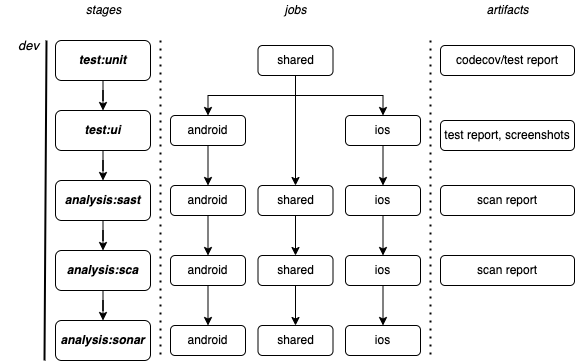 stages
jobs
artifacts
dev
test:unit
shared
codecov/test report
test:ui
android
ios
test report, screenshots
analysis:sast
android
shared
ios
scan report
analysis:sca
android
shared
ios
scan report
analysis:sonar
android
shared
ios